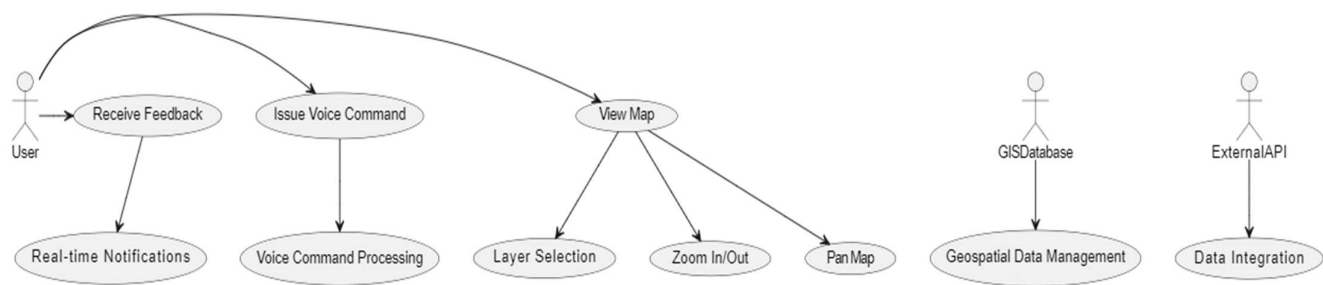 Receive Feedback
Issue Voice Command
View Map
User
GISDatabase
ExternalAPI
Real-time Notifications
Voice Command Processing
Layer Selection
Zoom In/Out
Pan Map
Geospatial Data Management
Data Integration